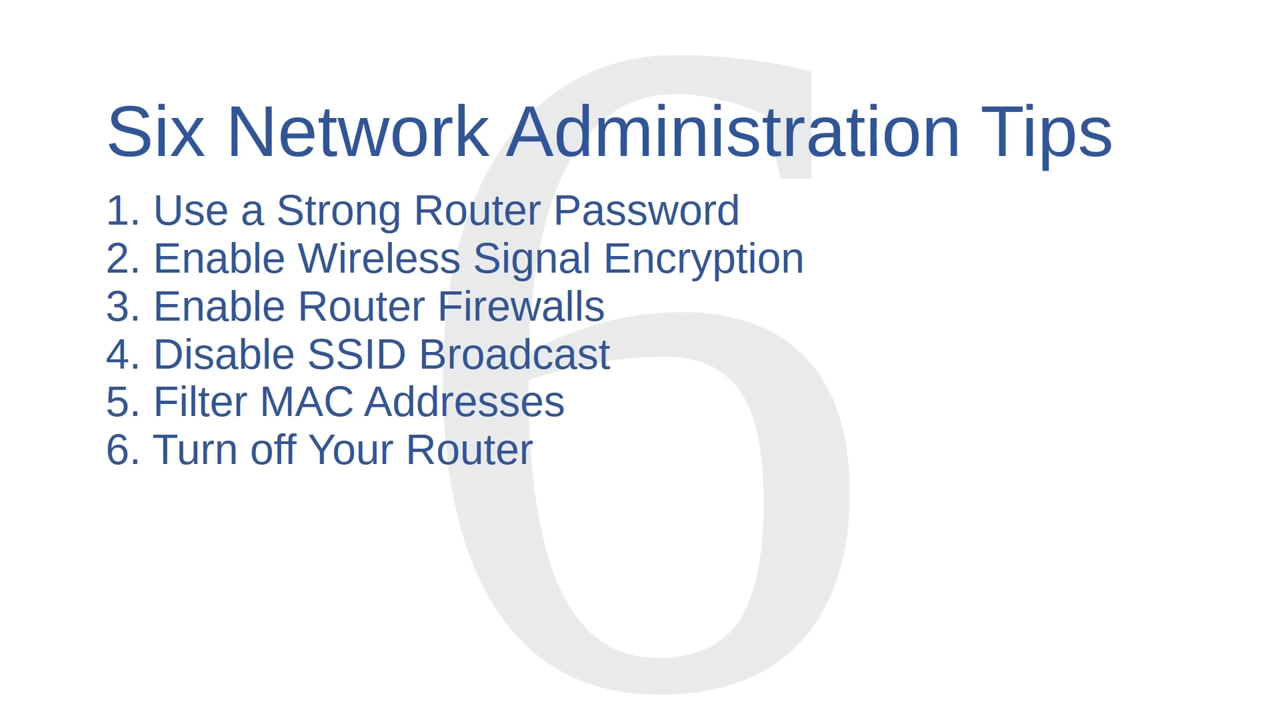 Six Network Administration Tips
1. Use a Strong Router Password
2. Enable Wireless Signal Encryption
3. Enable Router Firewalls
4. Disable SSID Broadcast
5. Filter MAC Addresses
6. Turn off Your Router
6